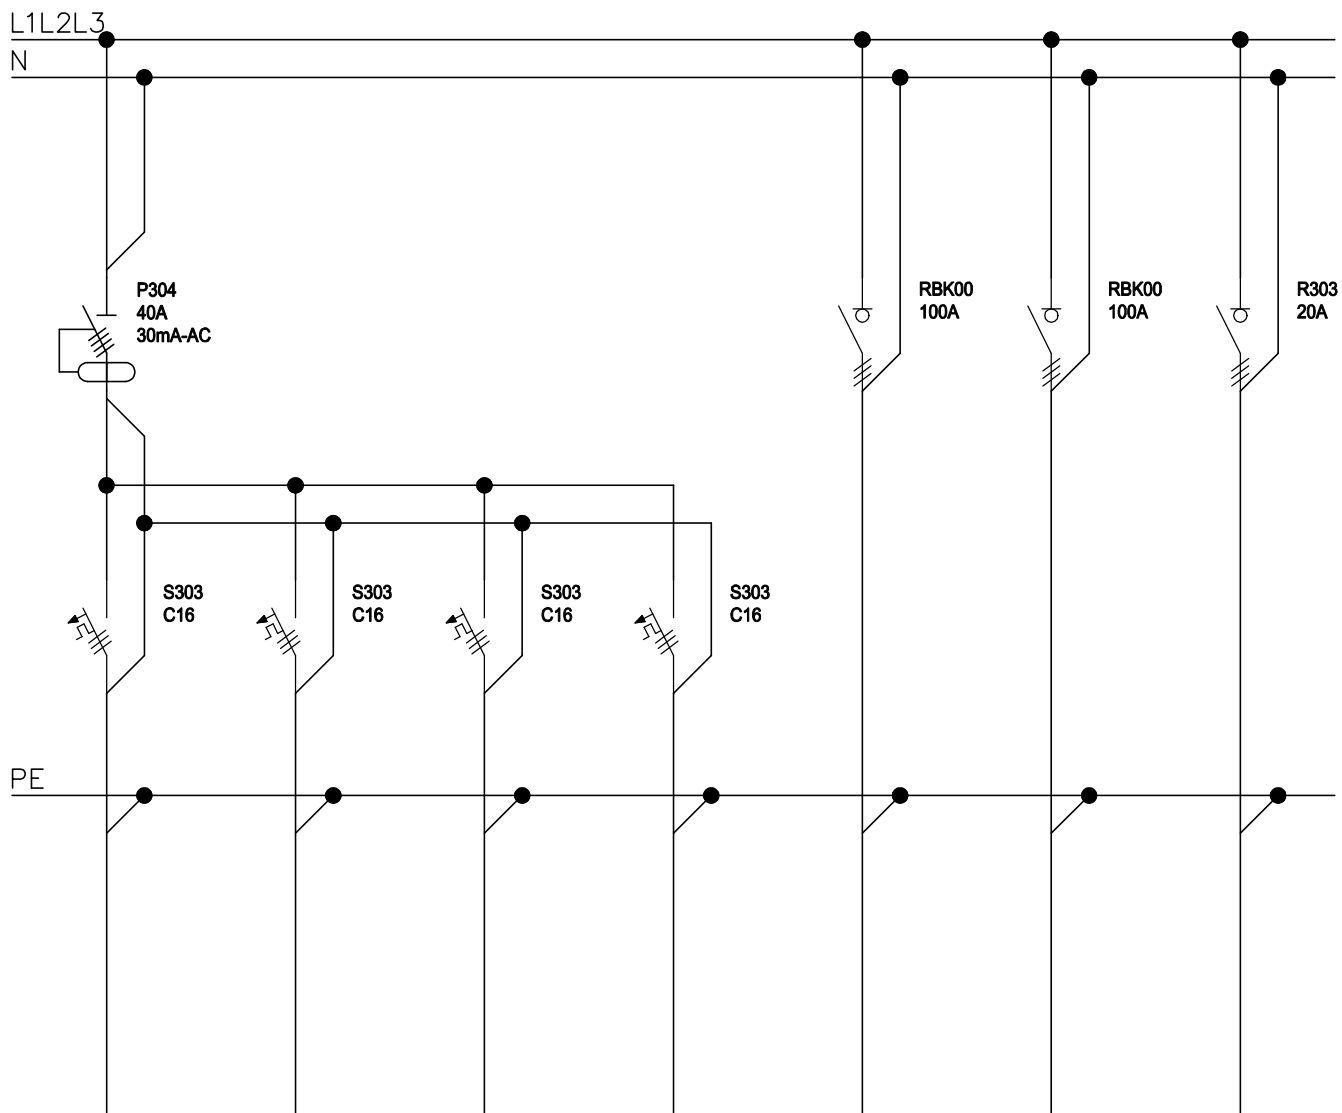 L1L2L3
N
P304
40A
30mA-AC
RBK00
100A
RBK00
100A
R303
20A
S303
C16
S303
C16
S303
C16
S303
C16
PE